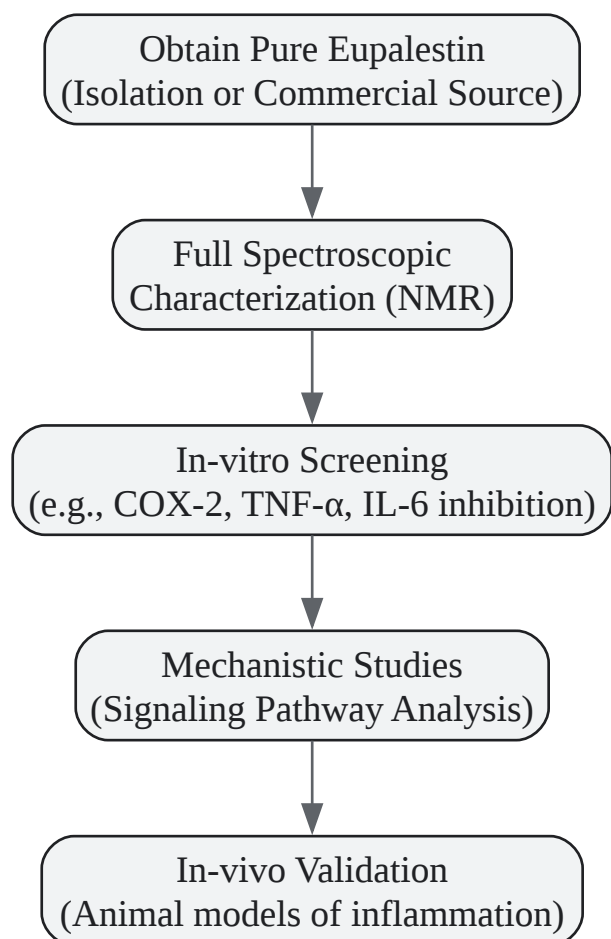 Obtain Pure Eupalestin
(Isolation or Commercial Source)
Full Spectroscopic
Characterization (NMR)
In-vitro Screening
(e.g., COX-2, TNF-α, IL-6 inhibition)
Mechanistic Studies
(Signaling Pathway Analysis)
In-vivo Validation
(Animal models of inflammation)